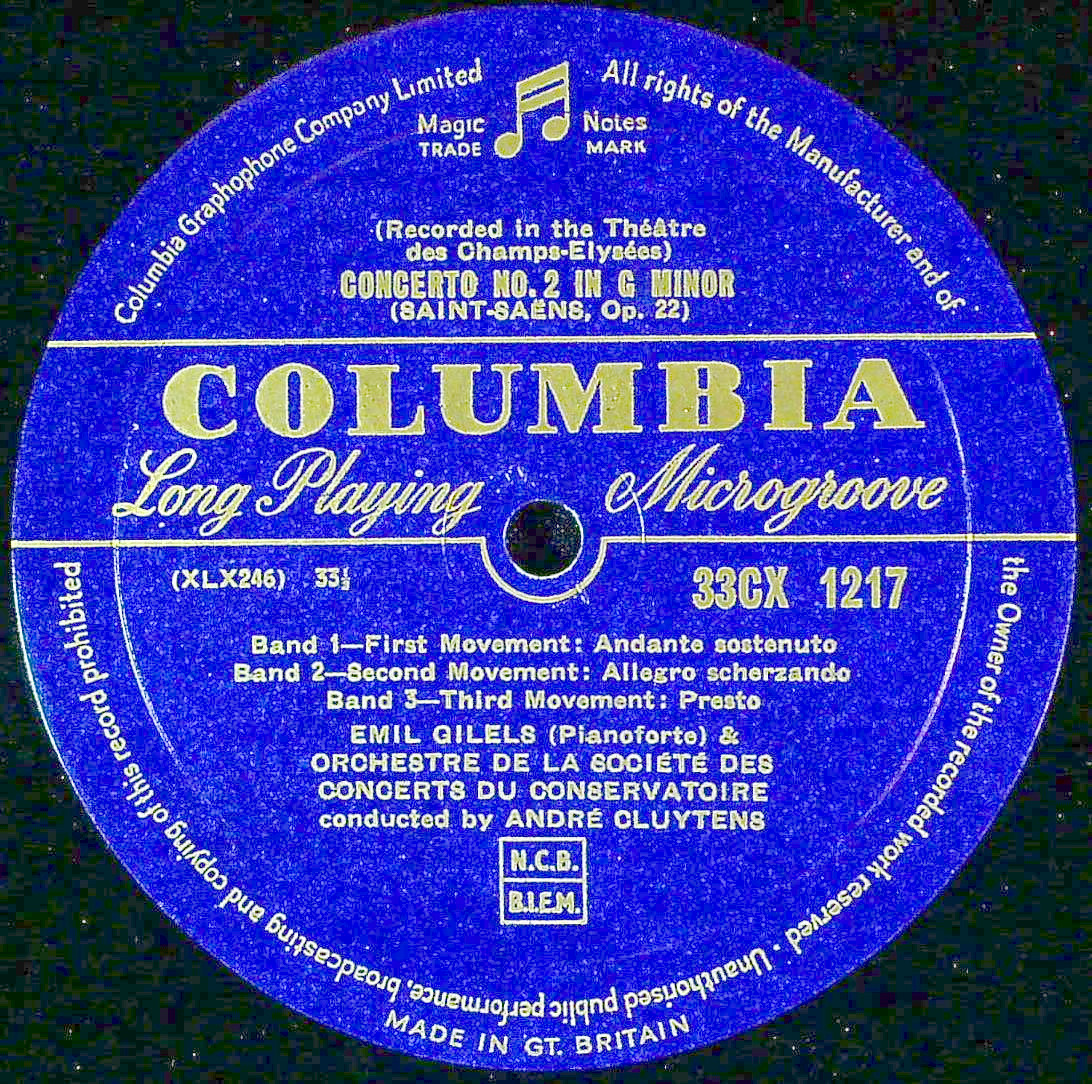 Columbia Graphophone Company Limited
All rights of the Manufacturer and of
the Owner of the recorded work reserved · Unauthorised public performance, broadcasting and copying of this record prohibited
Magic Notes
TRADE MARK
(Recorded in the Théâtre
des Champs-Elysées)
CONCERTO NO. 2 IN G MINOR
(SAINT-SAËNS, Op. 22)
COLUMBIA
Long Playing Microgroove
(XLX246) 33⅓
33CX 1217
Band 1—First Movement: Andante sostenuto
Band 2—Second Movement: Allegro scherzando
Band 3—Third Movement: Presto
EMIL GILELS (Pianoforte) &
ORCHESTRE DE LA SOCIÉTÉ DES
CONCERTS DU CONSERVATOIRE
conducted by ANDRÉ CLUYTENS
N.C.B.
B.I.E.M.
MADE IN GT. BRITAIN